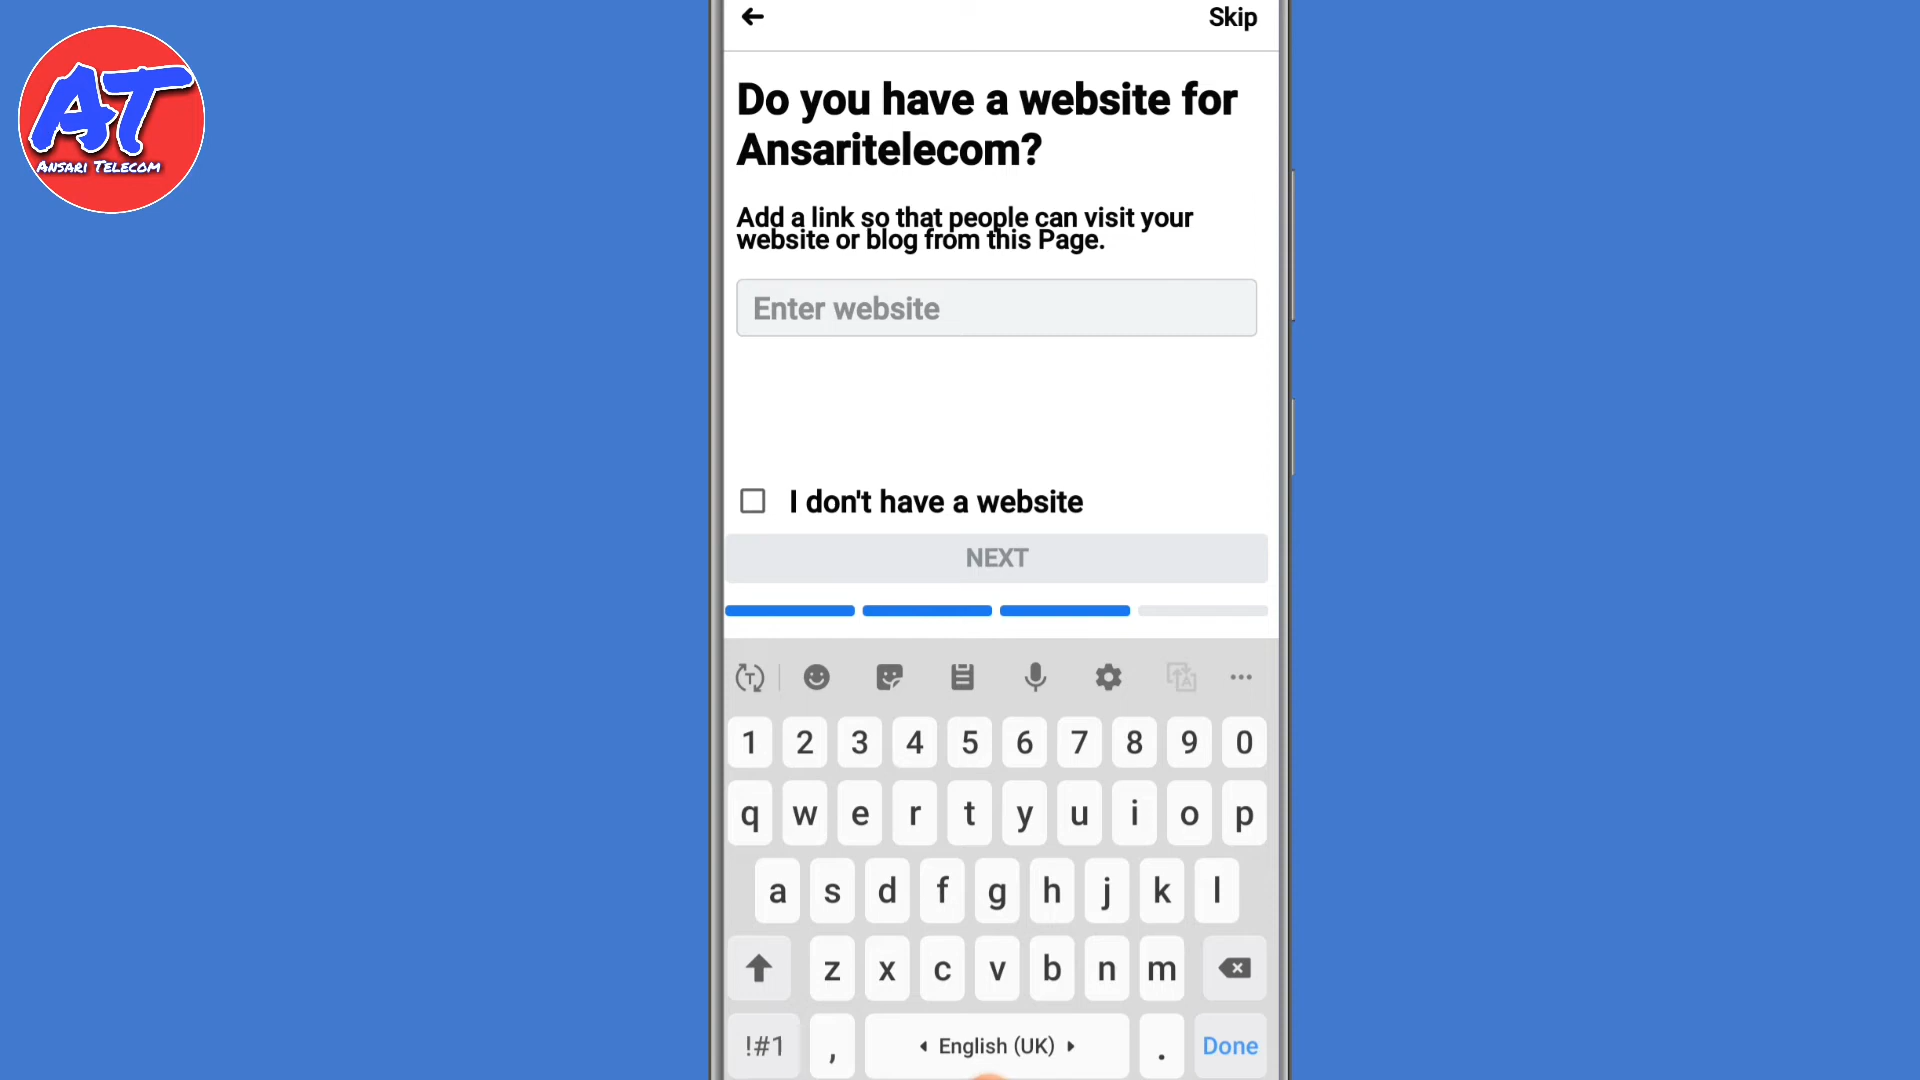 Skip
AT
Ansari Telecom
Do you have a website for
Ansaritelecom?
Add a link so that people can visit your
website or blog from this Page.
Enter website
I don't have a website
NEXT
1 2 3 4 5 6 7 8 9 0
q w e r t y u i o p
a s d f g h j k l
z x c v b n m
!#1 , English (UK) . Done